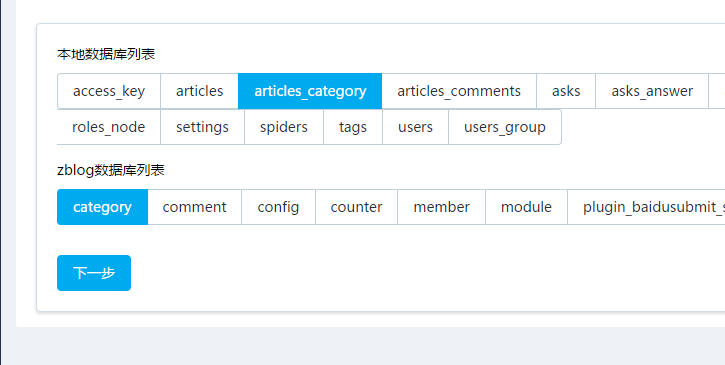 本地数据库列表
access_key articles articles_category articles_comments asks asks_answer
roles_node settings spiders tags users users_group
zblog数据库列表
category comment config counter member module plugin_baidusubmit_s
下一步